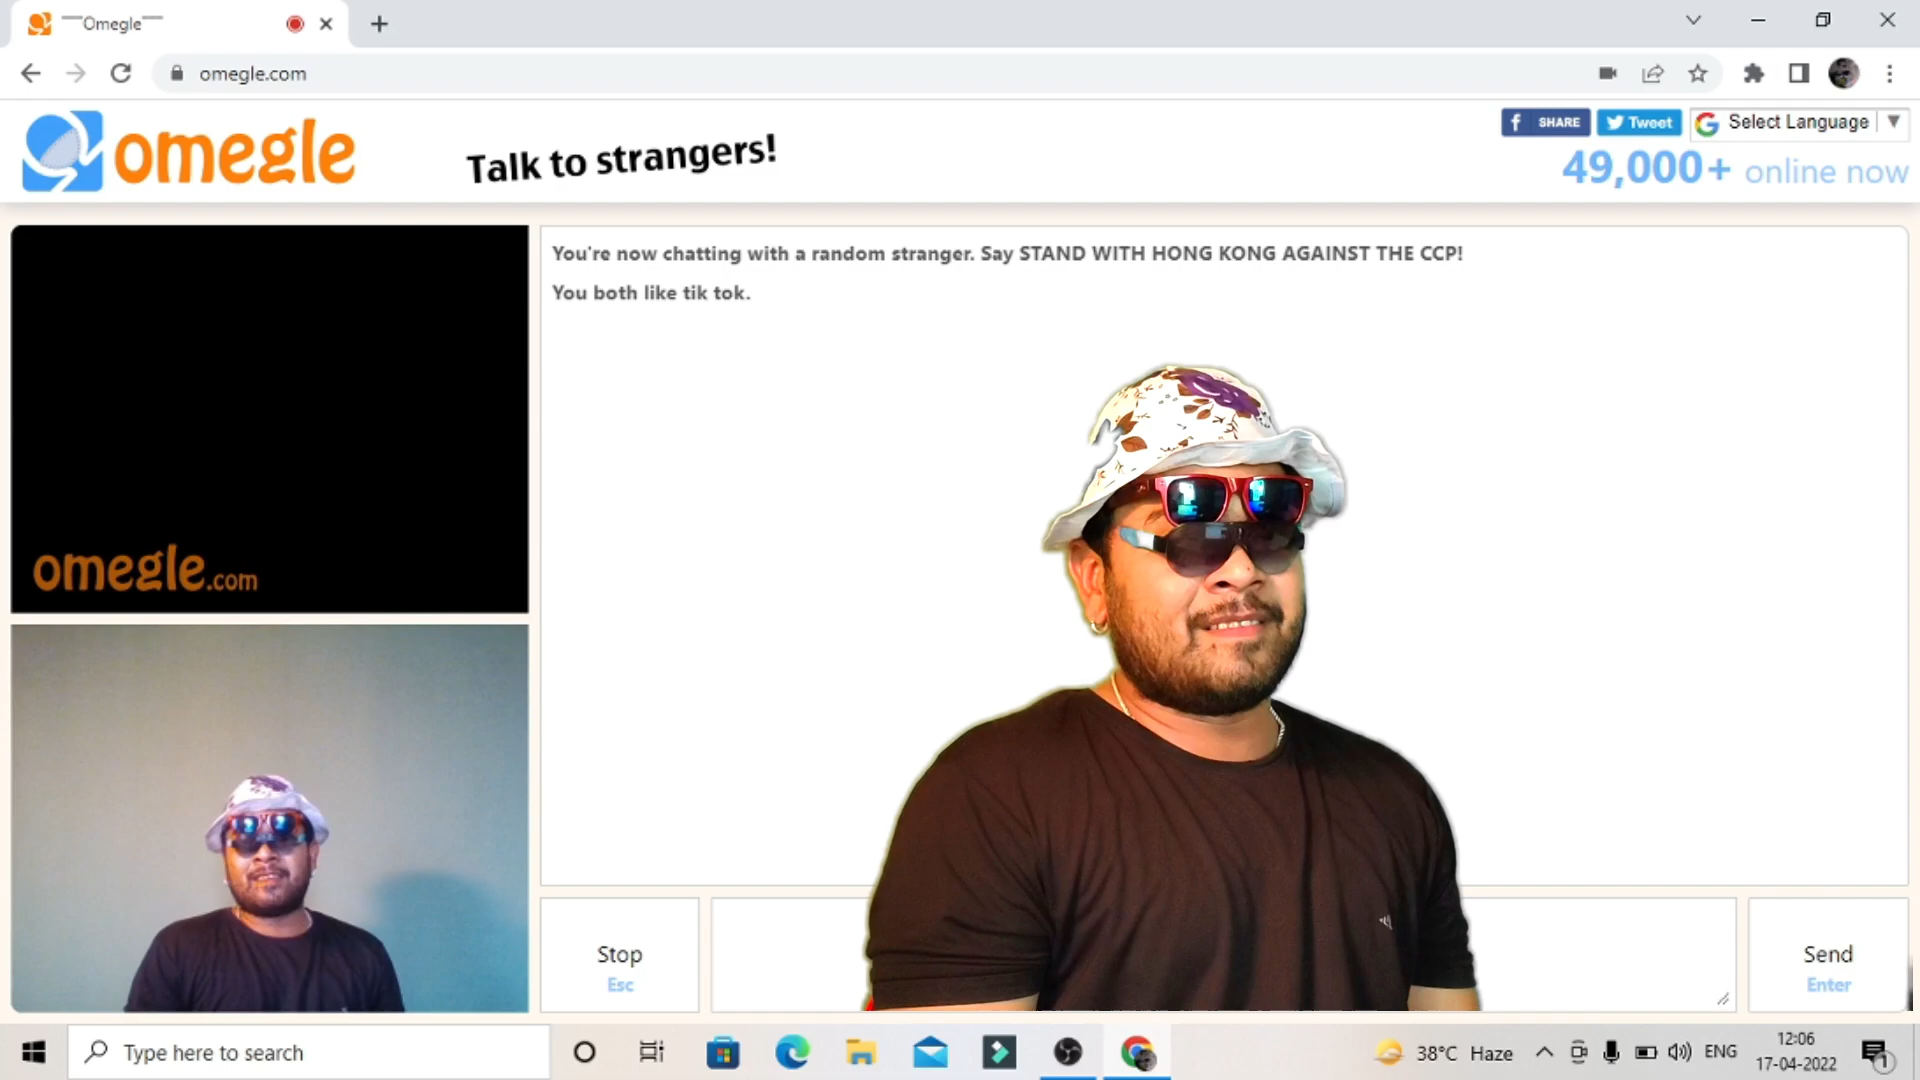 Omegle
omegle.com
omegle
Talk to strangers!
SHARE
Tweet
Select Language
49,000+ online now
You're now chatting with a random stranger. Say STAND WITH HONG KONG AGAINST THE CCP!
You both like tik tok.
omegle.com
Stop
Esc
Send
Enter
Type here to search
38°C Haze
ENG
12:06
17-04-2022
1